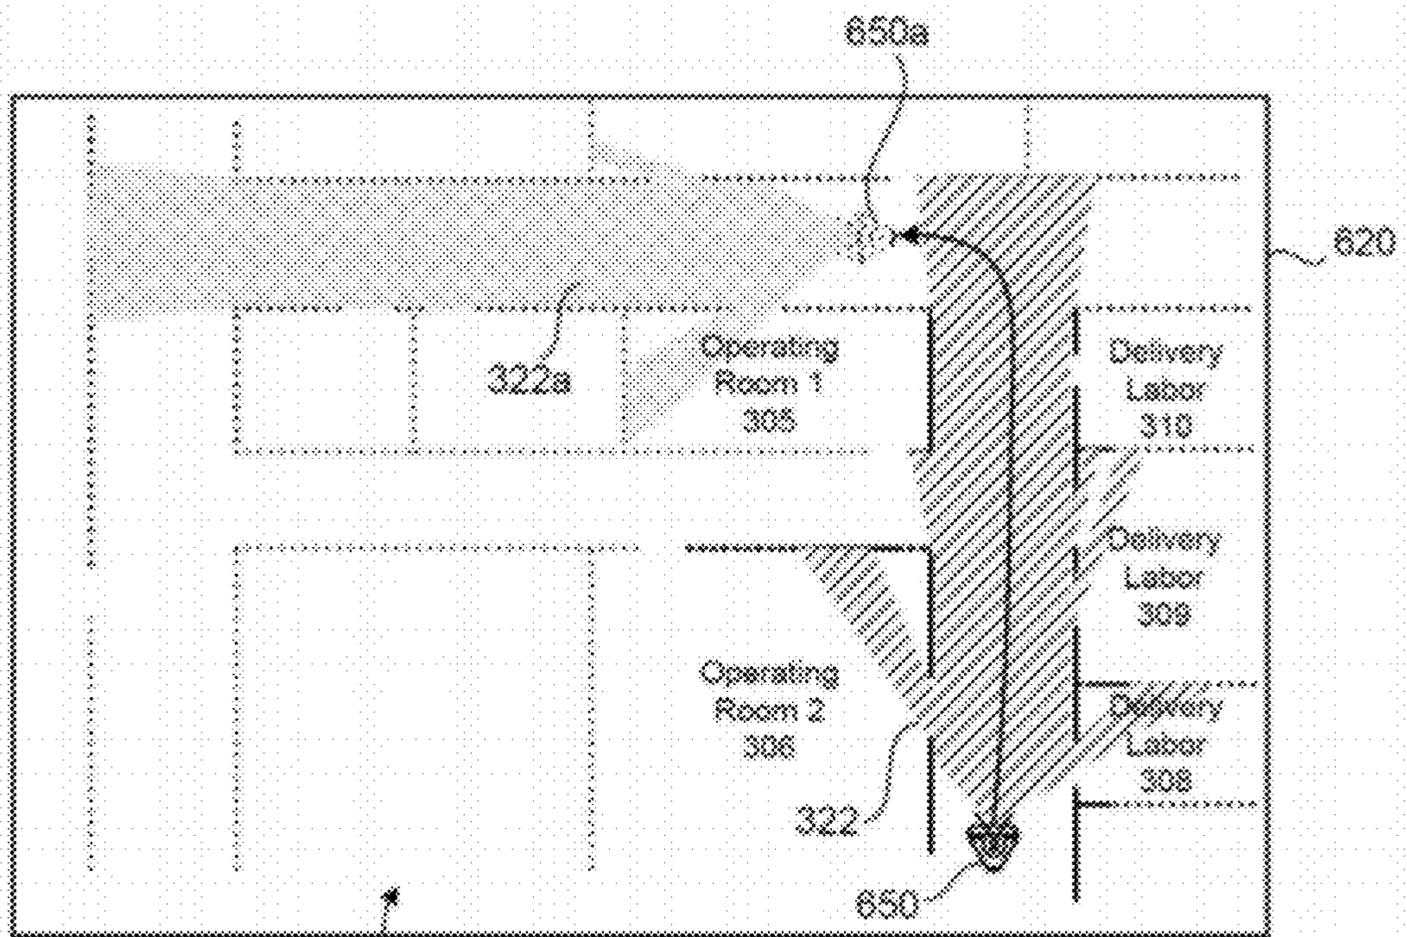 650a
620
322a
Operating
Room 1
305
Delivery
Labor
310
Delivery
Labor
309
Operating
Room 2
306
Delivery
Labor
308
322
650